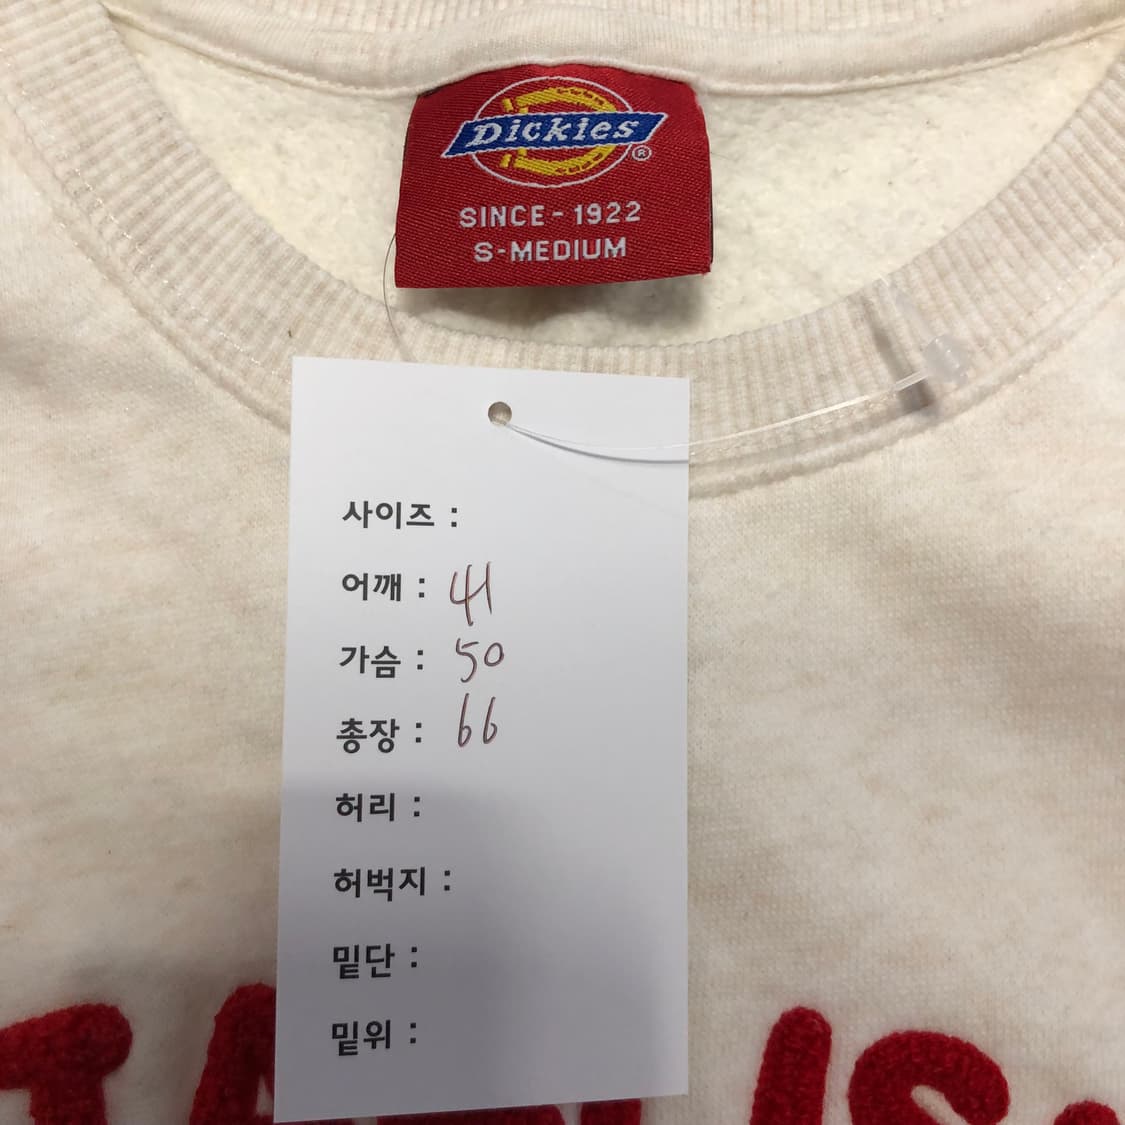 Dickies
®
SINCE - 1922
S-MEDIUM
사이즈 :
어깨 : 41
가슴 : 50
총장 : 66
허리 :
허벅지 :
밑단 :
밑위 :